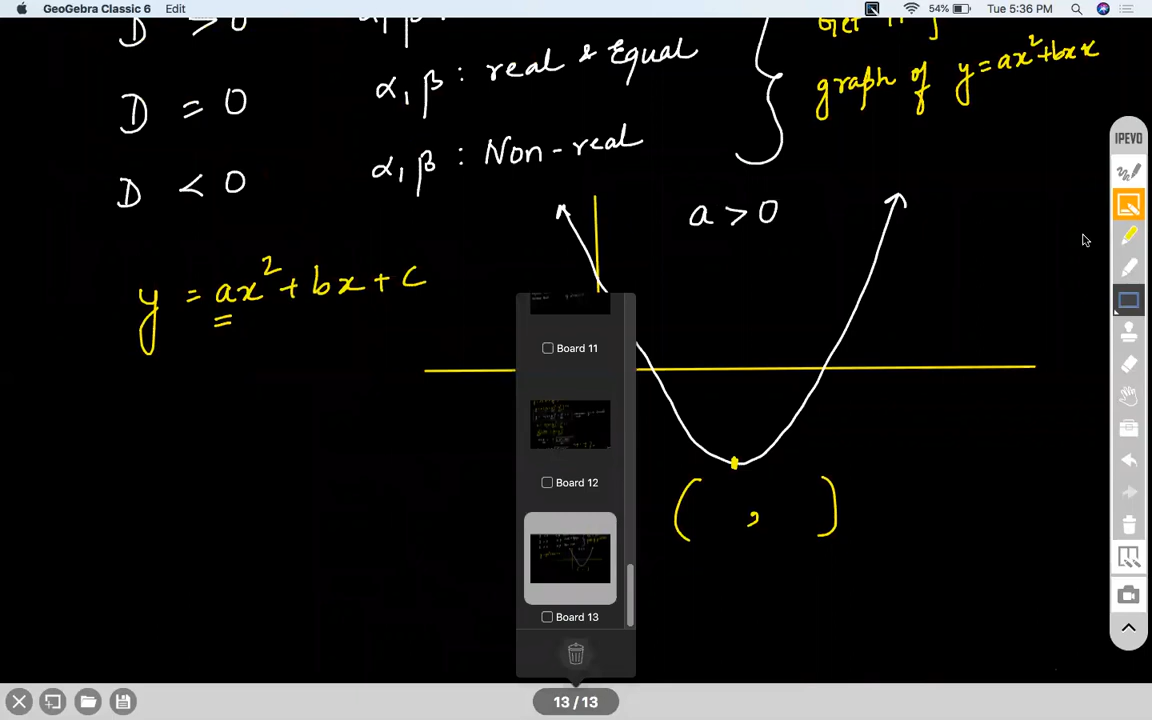 GeoGebra Classic 6 Edit 54% Tue 5:36 PM
D > 0
α, β :
D = 0
α, β : real & Equal
D < 0
α, β : Non-real
graph of y = ax²+bx
IPEVO
a > 0
y = ax² + bx + c
( , )
Board 11
Board 12
Board 13
13 / 13